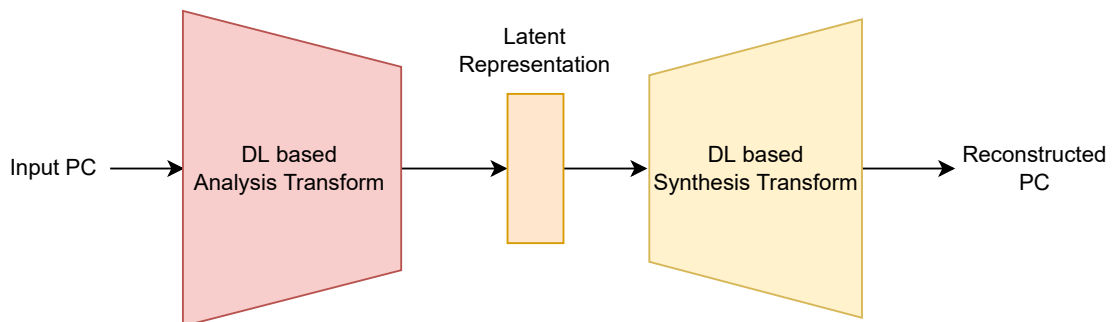 Input PC
DL based
Analysis Transform
Latent
Representation
DL based
Synthesis Transform
Reconstructed
PC